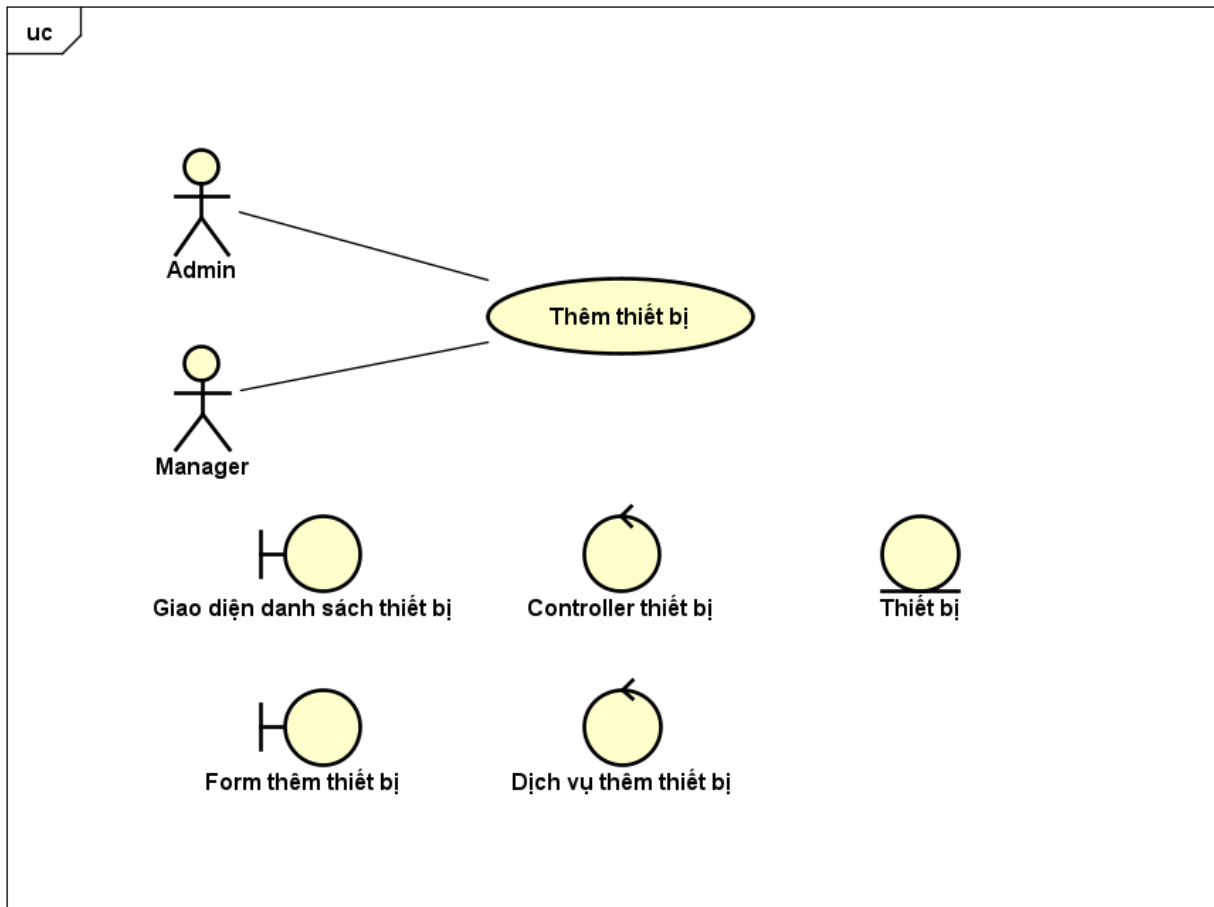 uc
Admin
Thêm thiết bị
Manager
Giao diện danh sách thiết bị
Controller thiết bị
Thiết bị
Form thêm thiết bị
Dịch vụ thêm thiết bị